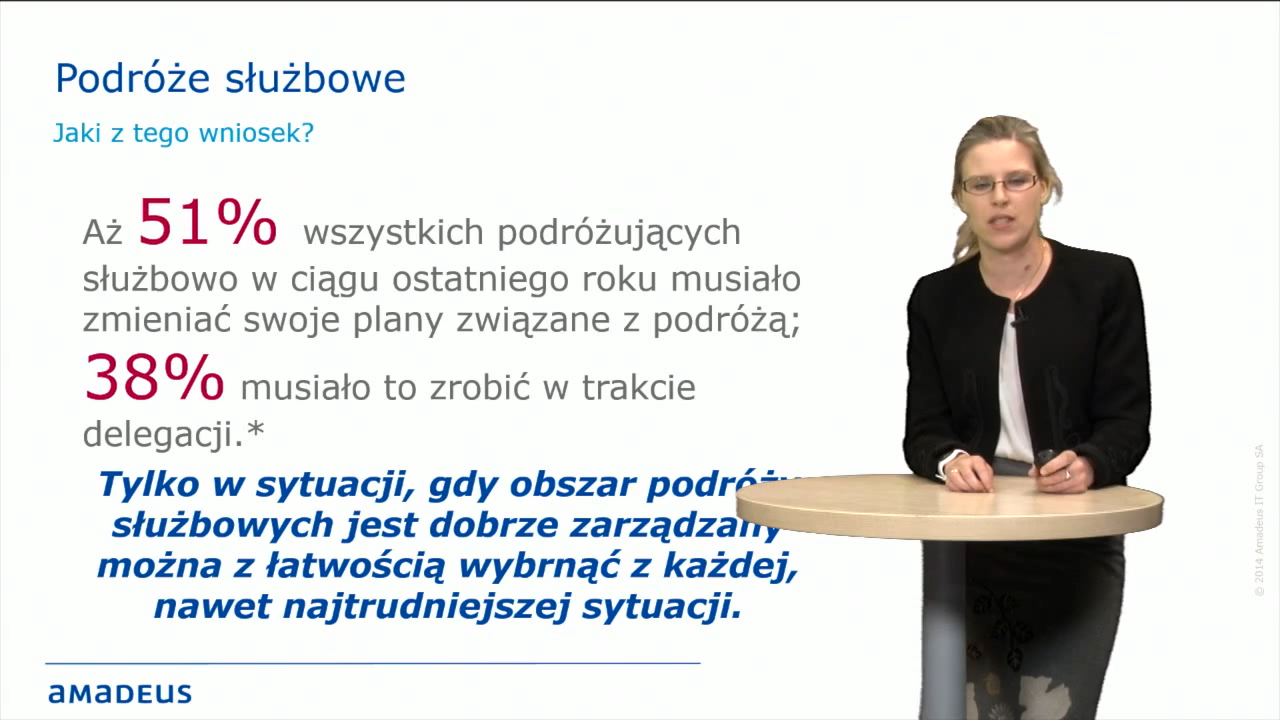 Podróże służbowe
Jaki z tego wniosek?
Aż 51% wszystkich podróżujących
służbowo w ciągu ostatniego roku musiało
zmieniać swoje plany związane z podróżą;
38% musiało to zrobić w trakcie
delegacji.*
Tylko w sytuacji, gdy obszar podróży
służbowych jest dobrze zarządzany
można z łatwością wybrnąć z każdej,
nawet najtrudniejszej sytuacji.
amadeus
© 2014 Amadeus IT Group SA